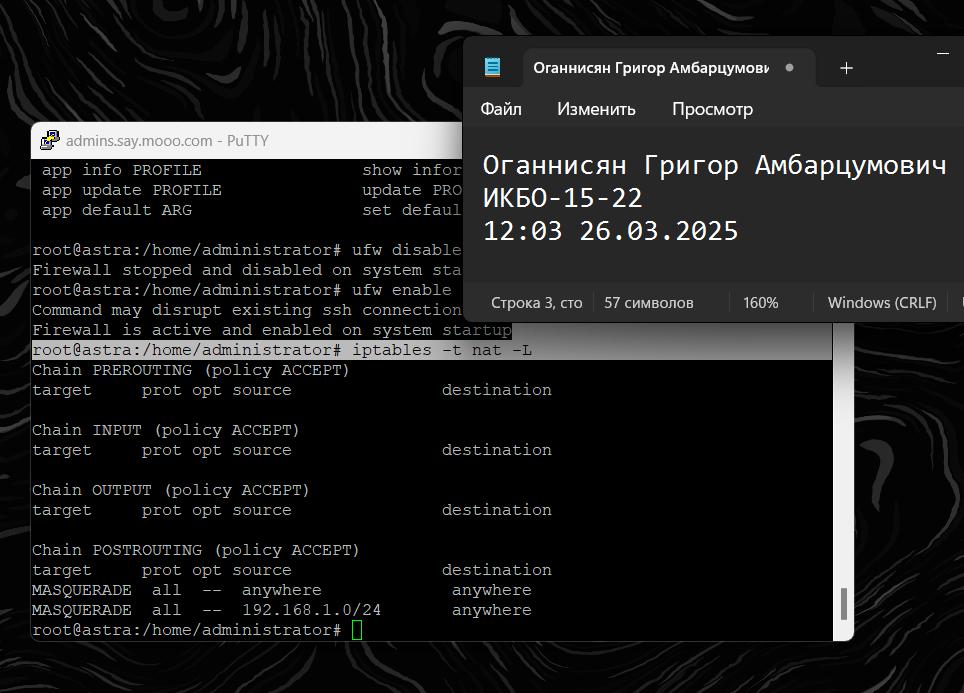 Оганнисян Григор Амбарцумови
Файл Изменить Просмотр
Оганнисян Григор Амбарцумович
ИКБО-15-22
12:03 26.03.2025
Строка 3, сто 57 символов 160% Windows (CRLF)
admins.say.mooo.com - PuTTY
app info PROFILE show infor
app update PROFILE update PRO
app default ARG set defaul
root@astra:/home/administrator# ufw disable
Firewall stopped and disabled on system sta
root@astra:/home/administrator# ufw enable
Command may disrupt existing ssh connection
Firewall is active and enabled on system startup
root@astra:/home/administrator# iptables -t nat -L
Chain PREROUTING (policy ACCEPT)
target prot opt source destination
Chain INPUT (policy ACCEPT)
target prot opt source destination
Chain OUTPUT (policy ACCEPT)
target prot opt source destination
Chain POSTROUTING (policy ACCEPT)
target prot opt source destination
MASQUERADE all -- anywhere anywhere
MASQUERADE all -- 192.168.1.0/24 anywhere
root@astra:/home/administrator#